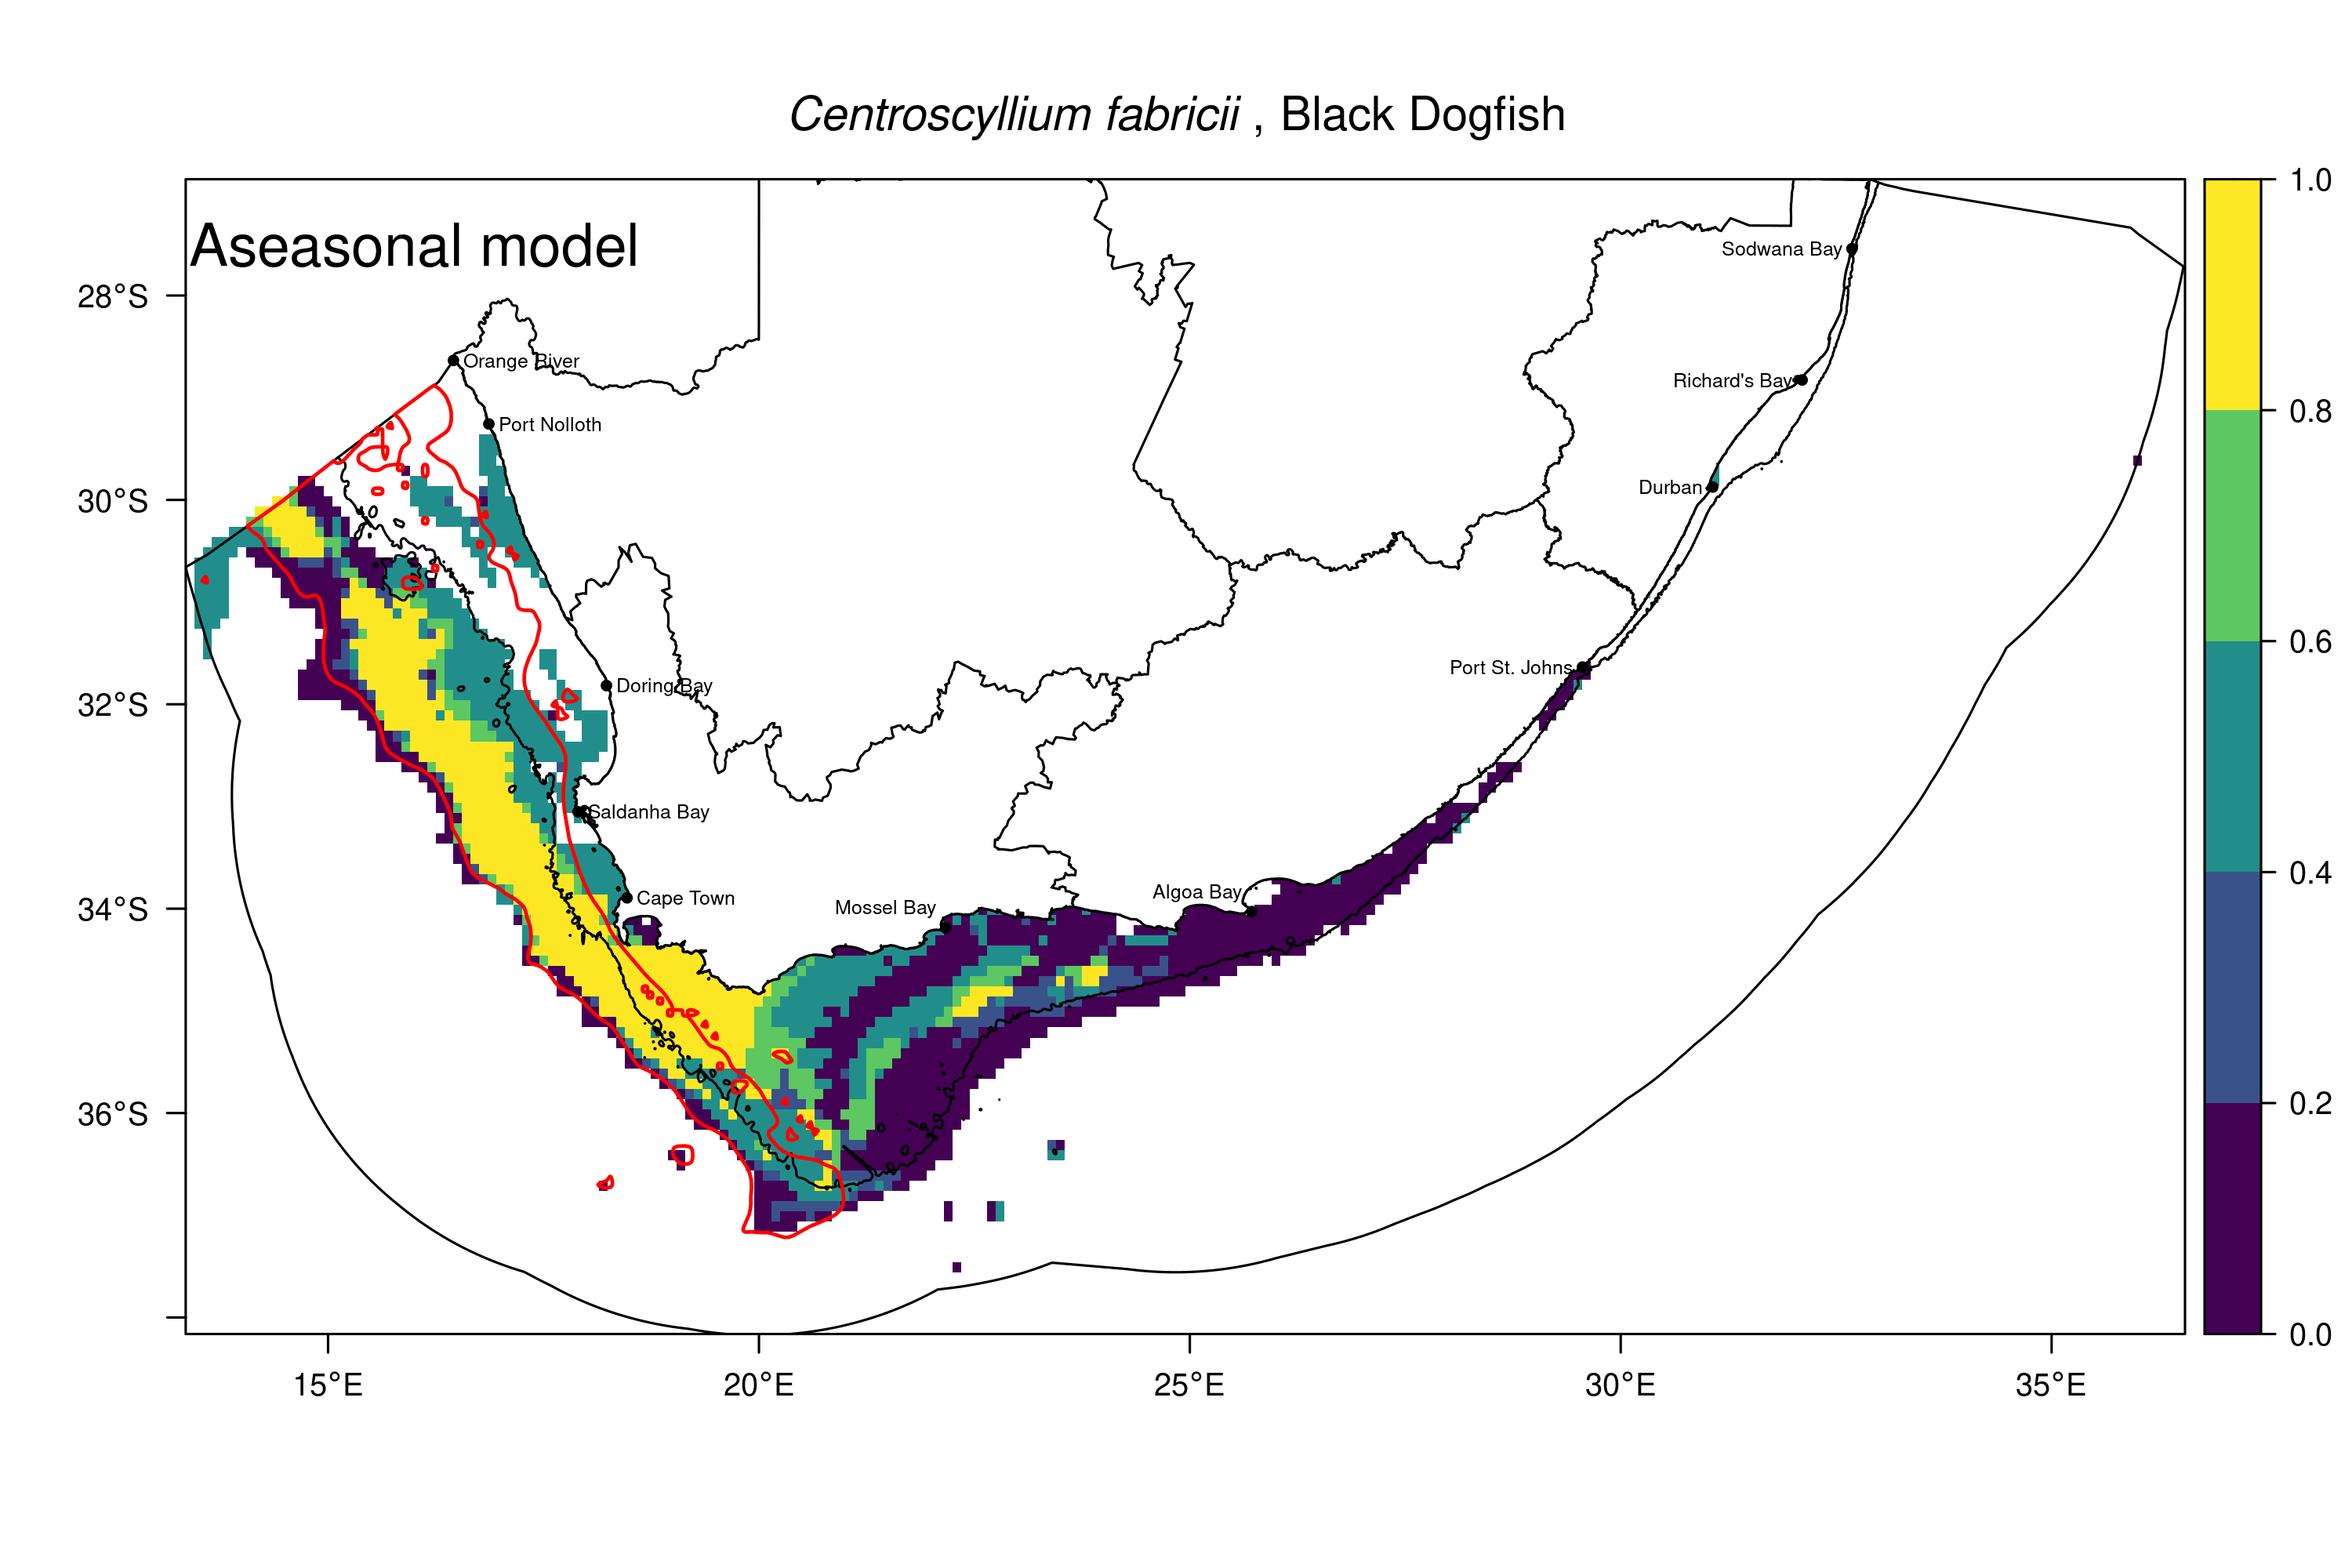 Centroscyllium fabricii , Black Dogfish
Aseasonal model
1.0
0.8
0.6
0.4
0.2
0.0
28°S
30°S
32°S
34°S
36°S
15°E
20°E
25°E
30°E
35°E
Sodwana Bay
Orange River
Richard's Bay
Port Nolloth
Durban
Port St. Johns
Doring Bay
Saldanha Bay
Algoa Bay
Cape Town
Mossel Bay